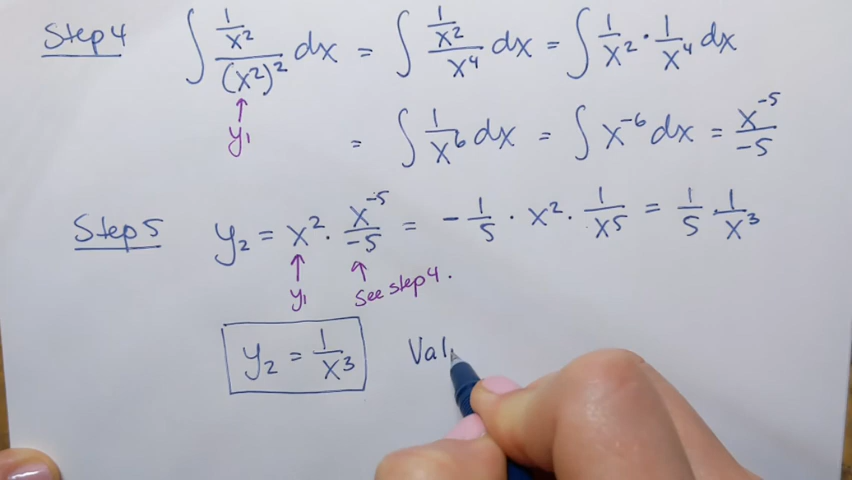 Step 4 ∫ (1/x²)/(x²)² dx = ∫ (1/x²)/x⁴ dx = ∫ 1/x² · 1/x⁴ dx
y₁
= ∫ 1/x⁶ dx = ∫ x⁻⁶ dx = x⁻⁵/-5
Step 5 y₂ = x² · x⁻⁵/-5 = -1/5 · x² · 1/x⁵ = 1/5 · 1/x³
y₁ See step 4.
y₂ = 1/x³ Val